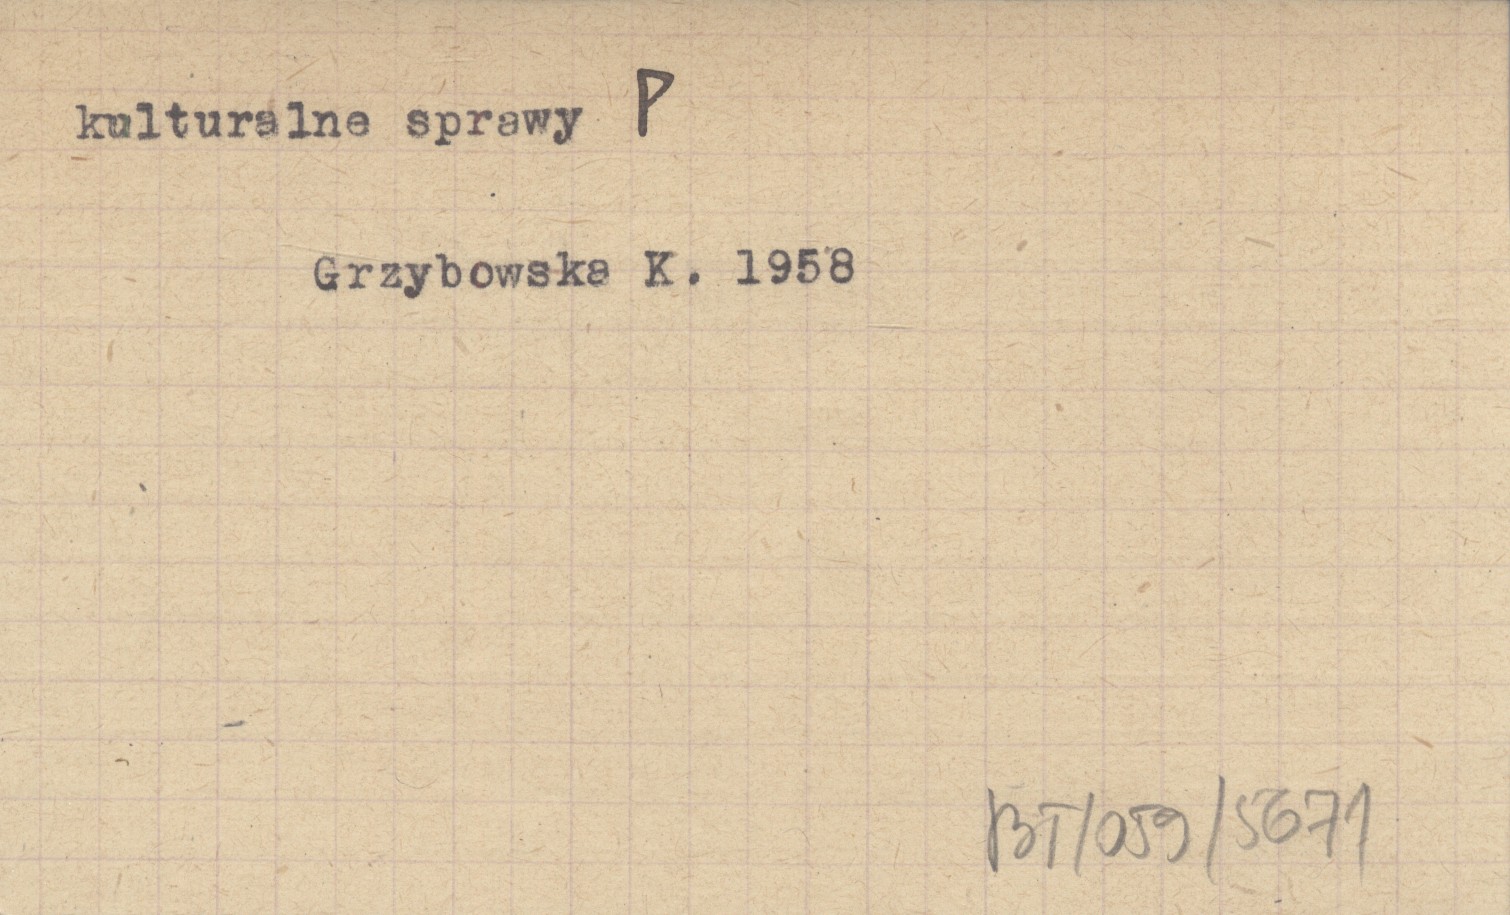 kulturalne sprawy P
Grzybowska K. 1958
BT/059/5671